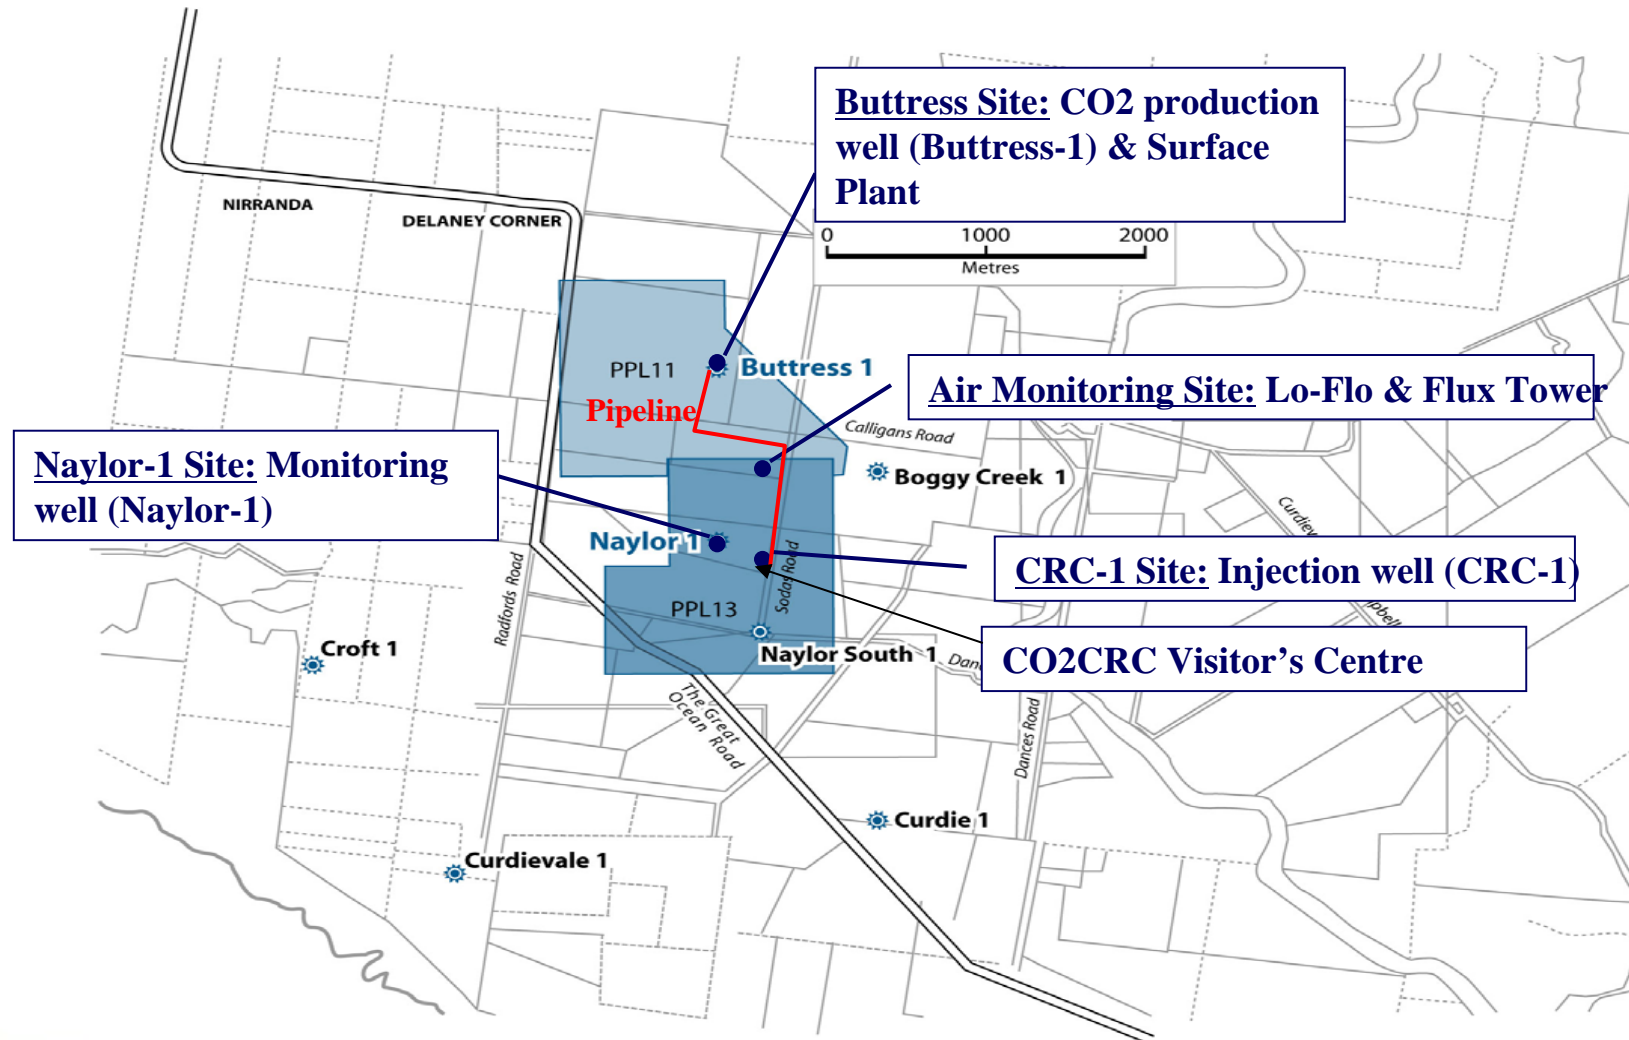 Buttress Site: CO2 production
well (Buttress-1) & Surface
Plant
NIRRANDA
DELANEY CORNER
0 1000 2000
Metres
PPL11
Buttress 1
Pipeline
Air Monitoring Site: Lo-Flo & Flux Tower
Calligans Road
Naylor-1 Site: Monitoring
well (Naylor-1)
Boggy Creek 1
Naylor 1
Sodas Road
Radfords Road
CRC-1 Site: Injection well (CRC-1)
PPL13
Croft 1
Naylor South 1
CO2CRC Visitor's Centre
The Great
Ocean Road
Dances Road
Curdie 1
Curdievale 1